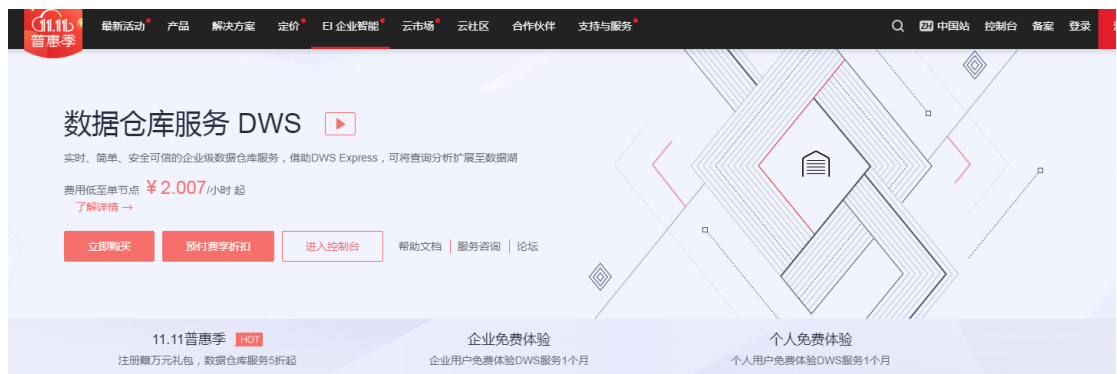 11.11
普惠季
最新活动 产品 解决方案 定价 EI 企业智能 云市场 云社区 合作伙伴 支持与服务 ZH 中国站 控制台 备案 登录
数据仓库服务 DWS
实时、简单、安全可信的企业级数据仓库服务，借助DWS Express，可将查询分析扩展至数据湖
费用低至单节点 ¥2.007/小时 起
了解详情 →
立即购买 预付费享折扣 进入控制台 帮助文档 服务咨询 论坛
11.11普惠季 HOT 企业免费体验 个人免费体验
注册赠万元礼包，数据仓库服务5折起 企业用户免费体验DWS服务1个月 个人用户免费体验DWS服务1个月